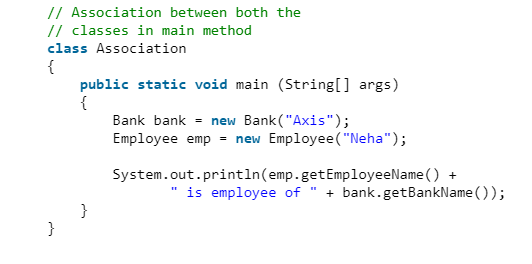 // Association between both the
// classes in main method
class Association
{
public static void main (String[] args)
{
Bank bank = new Bank("Axis");
Employee emp = new Employee("Neha");
System.out.println(emp.getEmployeeName() +
" is employee of " + bank.getBankName());
}
}